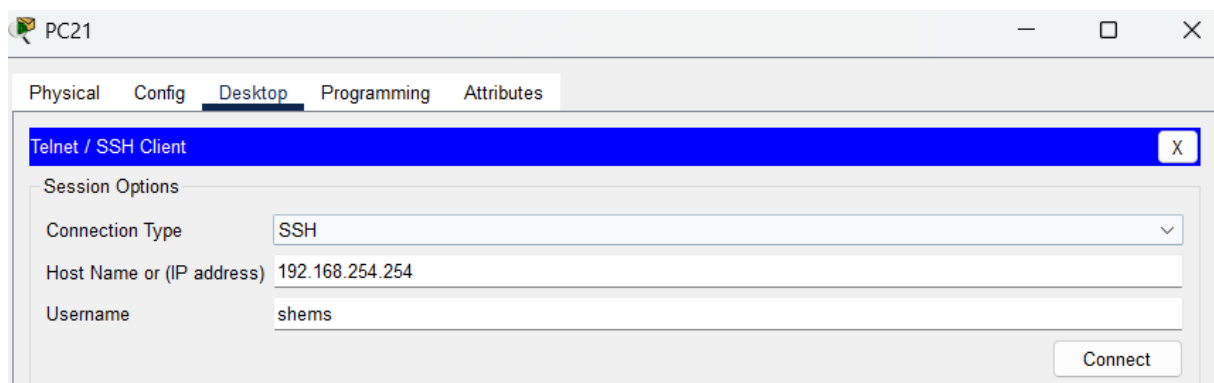 PC21
Physical Config Desktop Programming Attributes
Telnet / SSH Client X
Session Options
Connection Type SSH
Host Name or (IP address) 192.168.254.254
Username shems
Connect